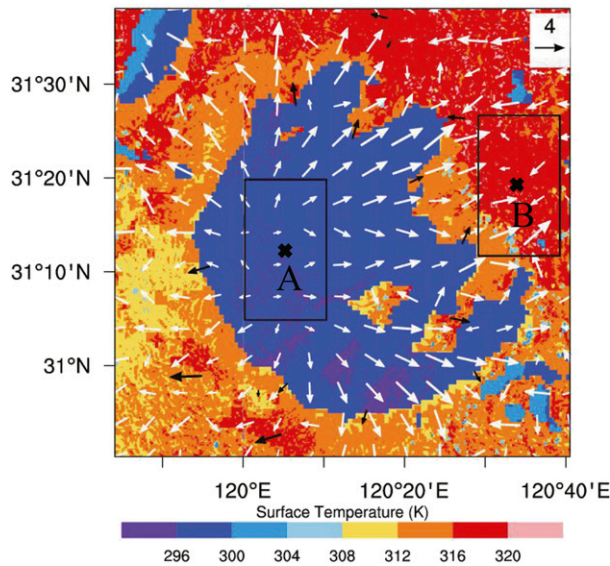 4
31°30'N
31°20'N
B
31°10'N
A
31°N
120°E 120°20'E 120°40'E
Surface Temperature (K)
296 300 304 308 312 316 320